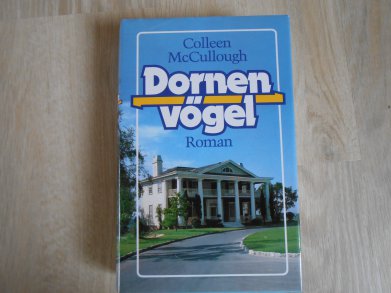 Colleen
McCullough
Dornen
vögel
Roman